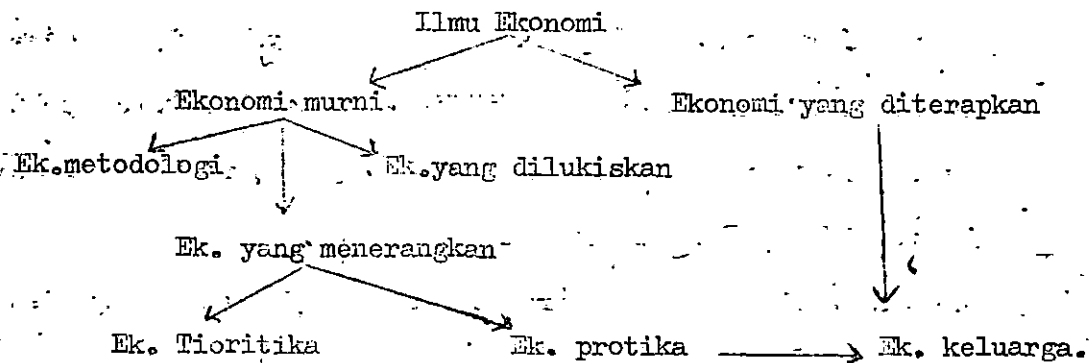 Ilmu Ekonomi
Ekonomi murni. Ekonomi yang diterapkan
Ek.metodologi Ek.yang dilukiskan
Ek. yang menerangkan
Ek. Tioritika Ek. protika Ek. keluarga.